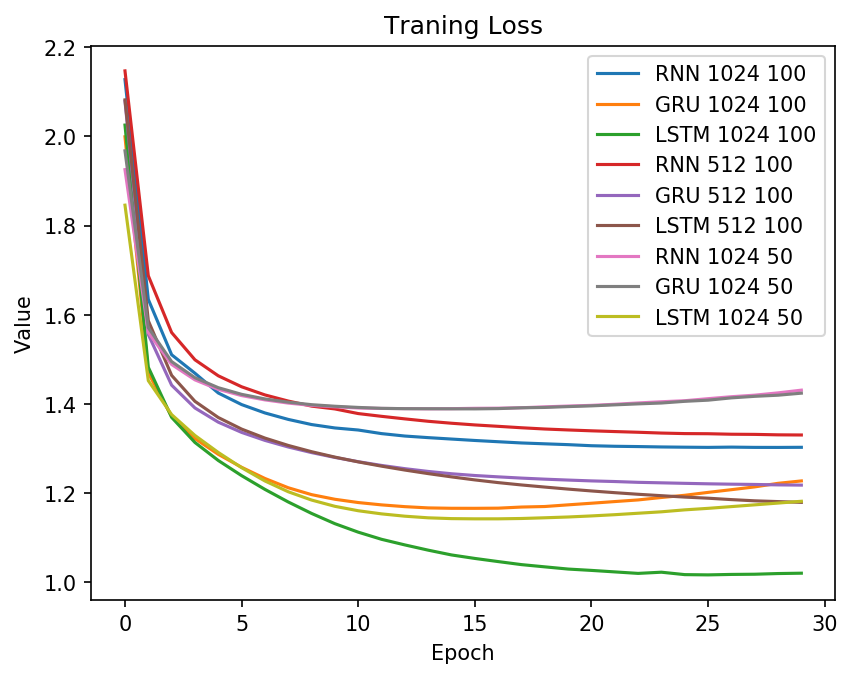 Traning Loss
2.2
2.0
1.8
1.6
1.4
1.2
1.0
Value
RNN 1024 100
GRU 1024 100
LSTM 1024 100
RNN 512 100
GRU 512 100
LSTM 512 100
RNN 1024 50
GRU 1024 50
LSTM 1024 50
0 5 10 15 20 25 30
Epoch